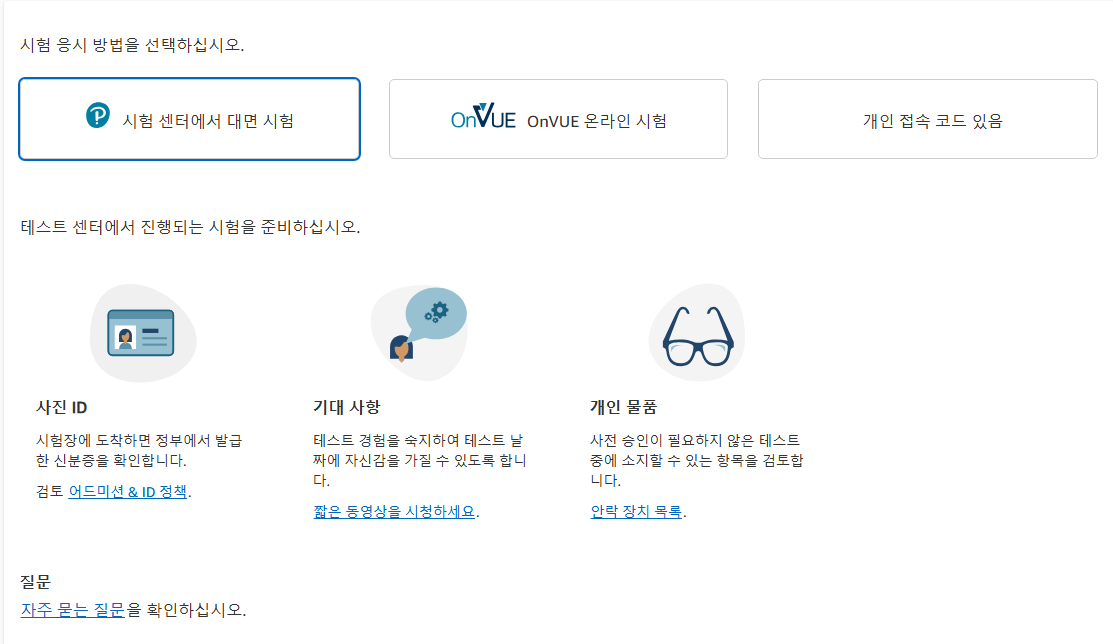 시험 응시 방법을 선택하십시오.
시험 센터에서 대면 시험
OnVUE OnVUE 온라인 시험
개인 접속 코드 있음
테스트 센터에서 진행되는 시험을 준비하십시오.
사진 ID
시험장에 도착하면 정부에서 발급
한 신분증을 확인합니다.
검토 어드미션 & ID 정책.
기대 사항
테스트 경험을 숙지하여 테스트 날
짜에 자신감을 가질 수 있도록 합니
다.
짧은 동영상을 시청하세요.
개인 물품
사전 승인이 필요하지 않은 테스트
중에 소지할 수 있는 항목을 검토합
니다.
안락 장치 목록.
질문
자주 묻는 질문을 확인하십시오.